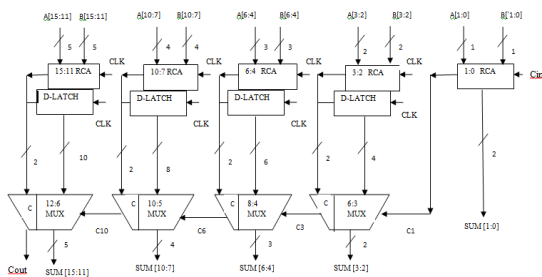 A[15:11] B[15:11] A[10:7] B[10:7] A[6:4] B[6:4] A[3:2] B[3:2] A[1:0] B['1:0]
5 5 4 4 3 3 2 2 1 1
CLK CLK CLK CLK
15:11 RCA 10:7 RCA 6:4 RCA 3:2 RCA 1:0 RCA Cin
D-LATCH D-LATCH D-LATCH D-LATCH
CLK CLK CLK CLK
2 10 2 8 2 6 2 4 2
C 12:6 MUX C 10:5 MUX C 8:4 MUX C 6:3 MUX
C10 C6 C3 C1
SUM [1:0]
5 4 3 2
Cout SUM [15:11] SUM [10:7] SUM [6:4] SUM [3:2]